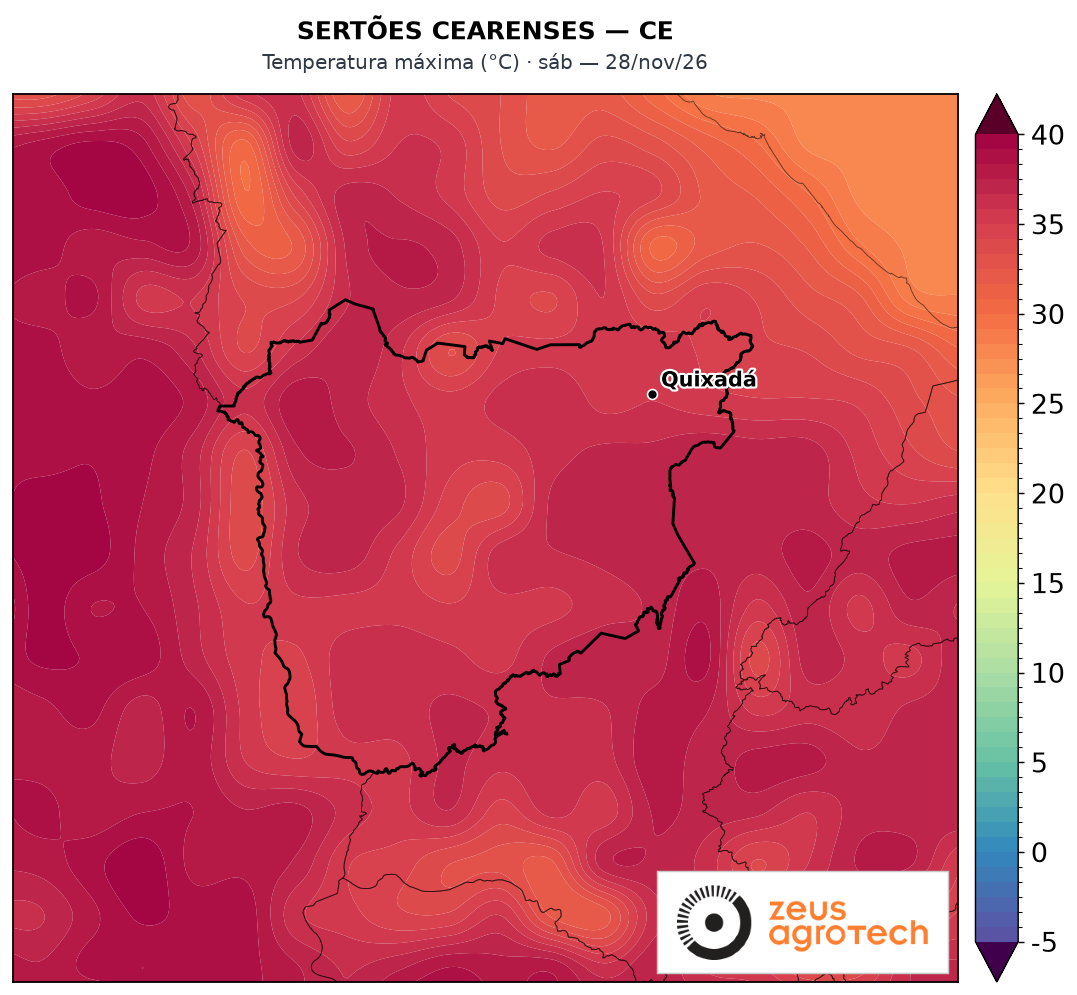 SERTÕES CEARENSES — CE
Temperatura máxima (°C) · sáb — 28/nov/26
Quixadá
40
35
30
25
20
15
10
5
0
-5
zeus
agrotech